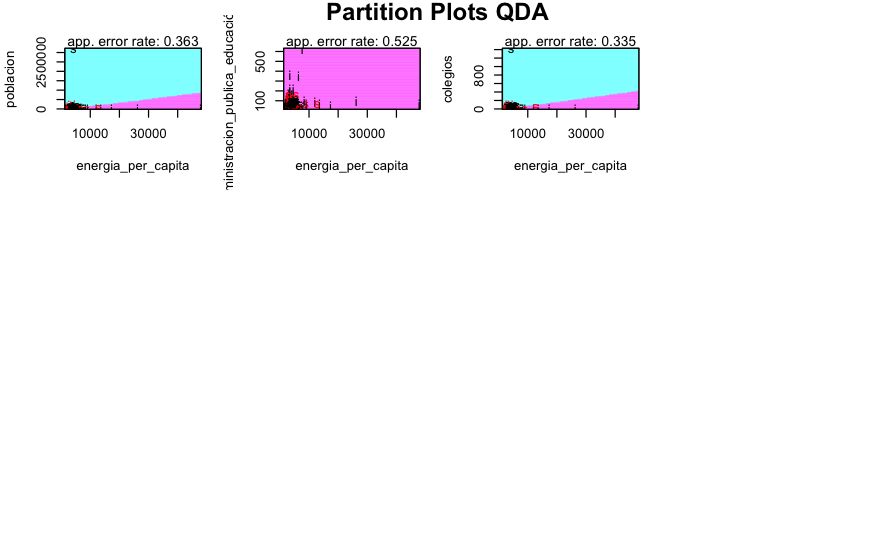 Partition Plots QDA
app. error rate: 0.363
poblacion
0 2500000
10000 30000
energia_per_capita
app. error rate: 0.525
ministracion_publica_educació
100 500
10000 30000
energia_per_capita
app. error rate: 0.335
colegios
0 800
10000 30000
energia_per_capita